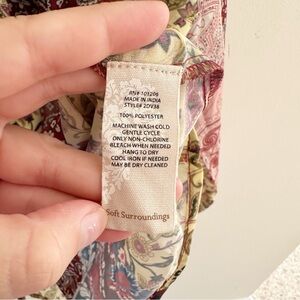 RN# 101206
MADE IN INDIA
STYLE# 2DV38
100% POLYESTER
MACHINE WASH COLD
GENTLE CYCLE
ONLY NON-CHLORINE
BLEACH WHEN NEEDED
HANG TO DRY
COOL IRON IF NEEDED
MAY BE DRY CLEANED
Soft Surroundings